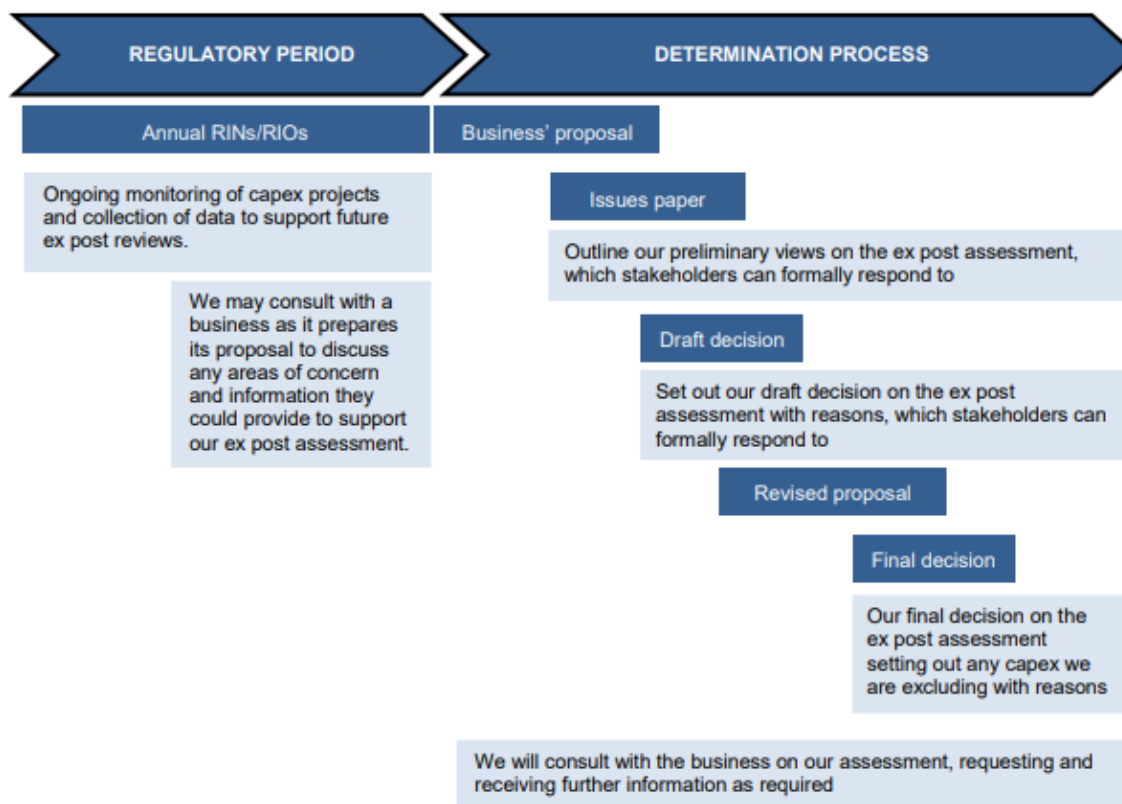 REGULATORY PERIOD
DETERMINATION PROCESS
Annual RINs/RIOs
Business' proposal
Ongoing monitoring of capex projects
and collection of data to support future
ex post reviews.
Issues paper
Outline our preliminary views on the ex post assessment,
which stakeholders can formally respond to
We may consult with a
business as it prepares
its proposal to discuss
any areas of concern
and information they
could provide to support
our ex post assessment.
Draft decision
Set out our draft decision on the ex post
assessment with reasons, which stakeholders can
formally respond to
Revised proposal
Final decision
Our final decision on the
ex post assessment
setting out any capex we
are excluding with reasons
We will consult with the business on our assessment, requesting and
receiving further information as required